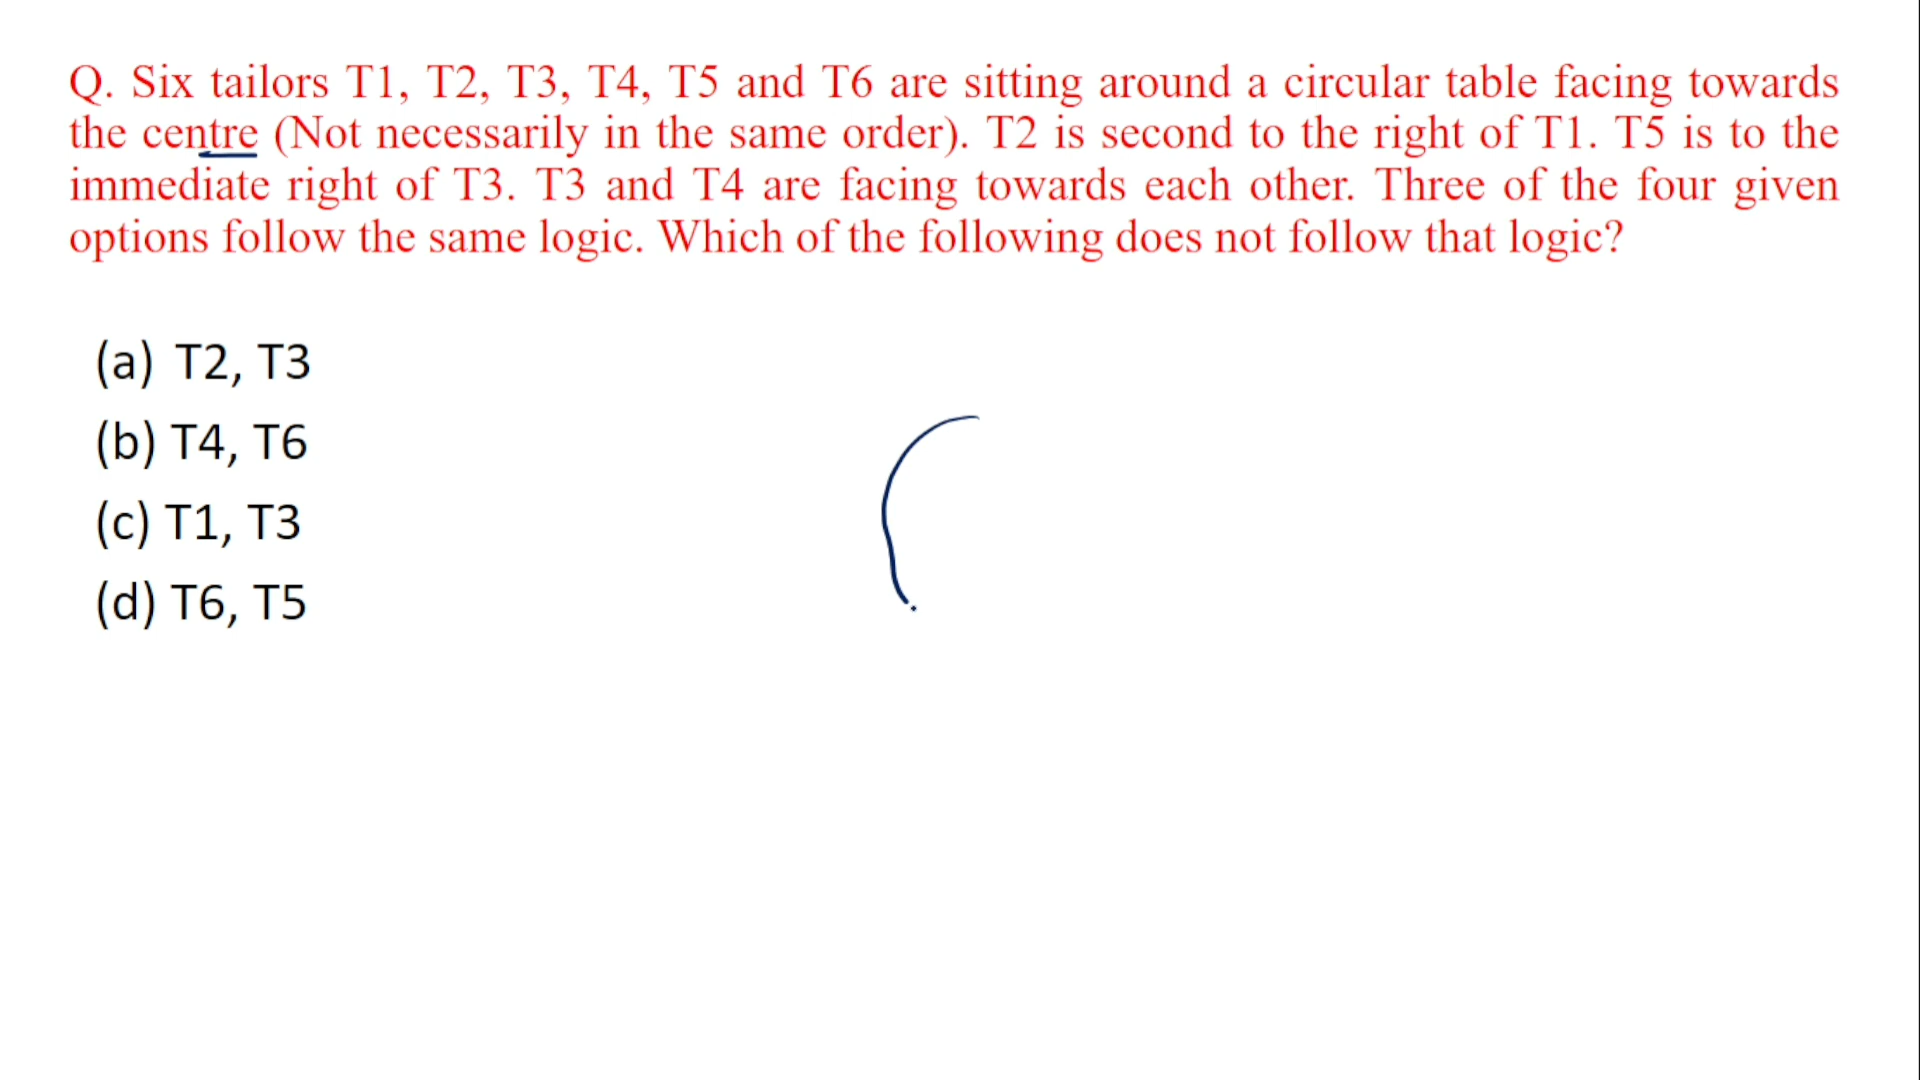 Q. Six tailors T1, T2, T3, T4, T5 and T6 are sitting around a circular table facing towards
the centre (Not necessarily in the same order). T2 is second to the right of T1. T5 is to the
immediate right of T3. T3 and T4 are facing towards each other. Three of the four given
options follow the same logic. Which of the following does not follow that logic?
(a) T2, T3
(b) T4, T6
(c) T1, T3
(d) T6, T5